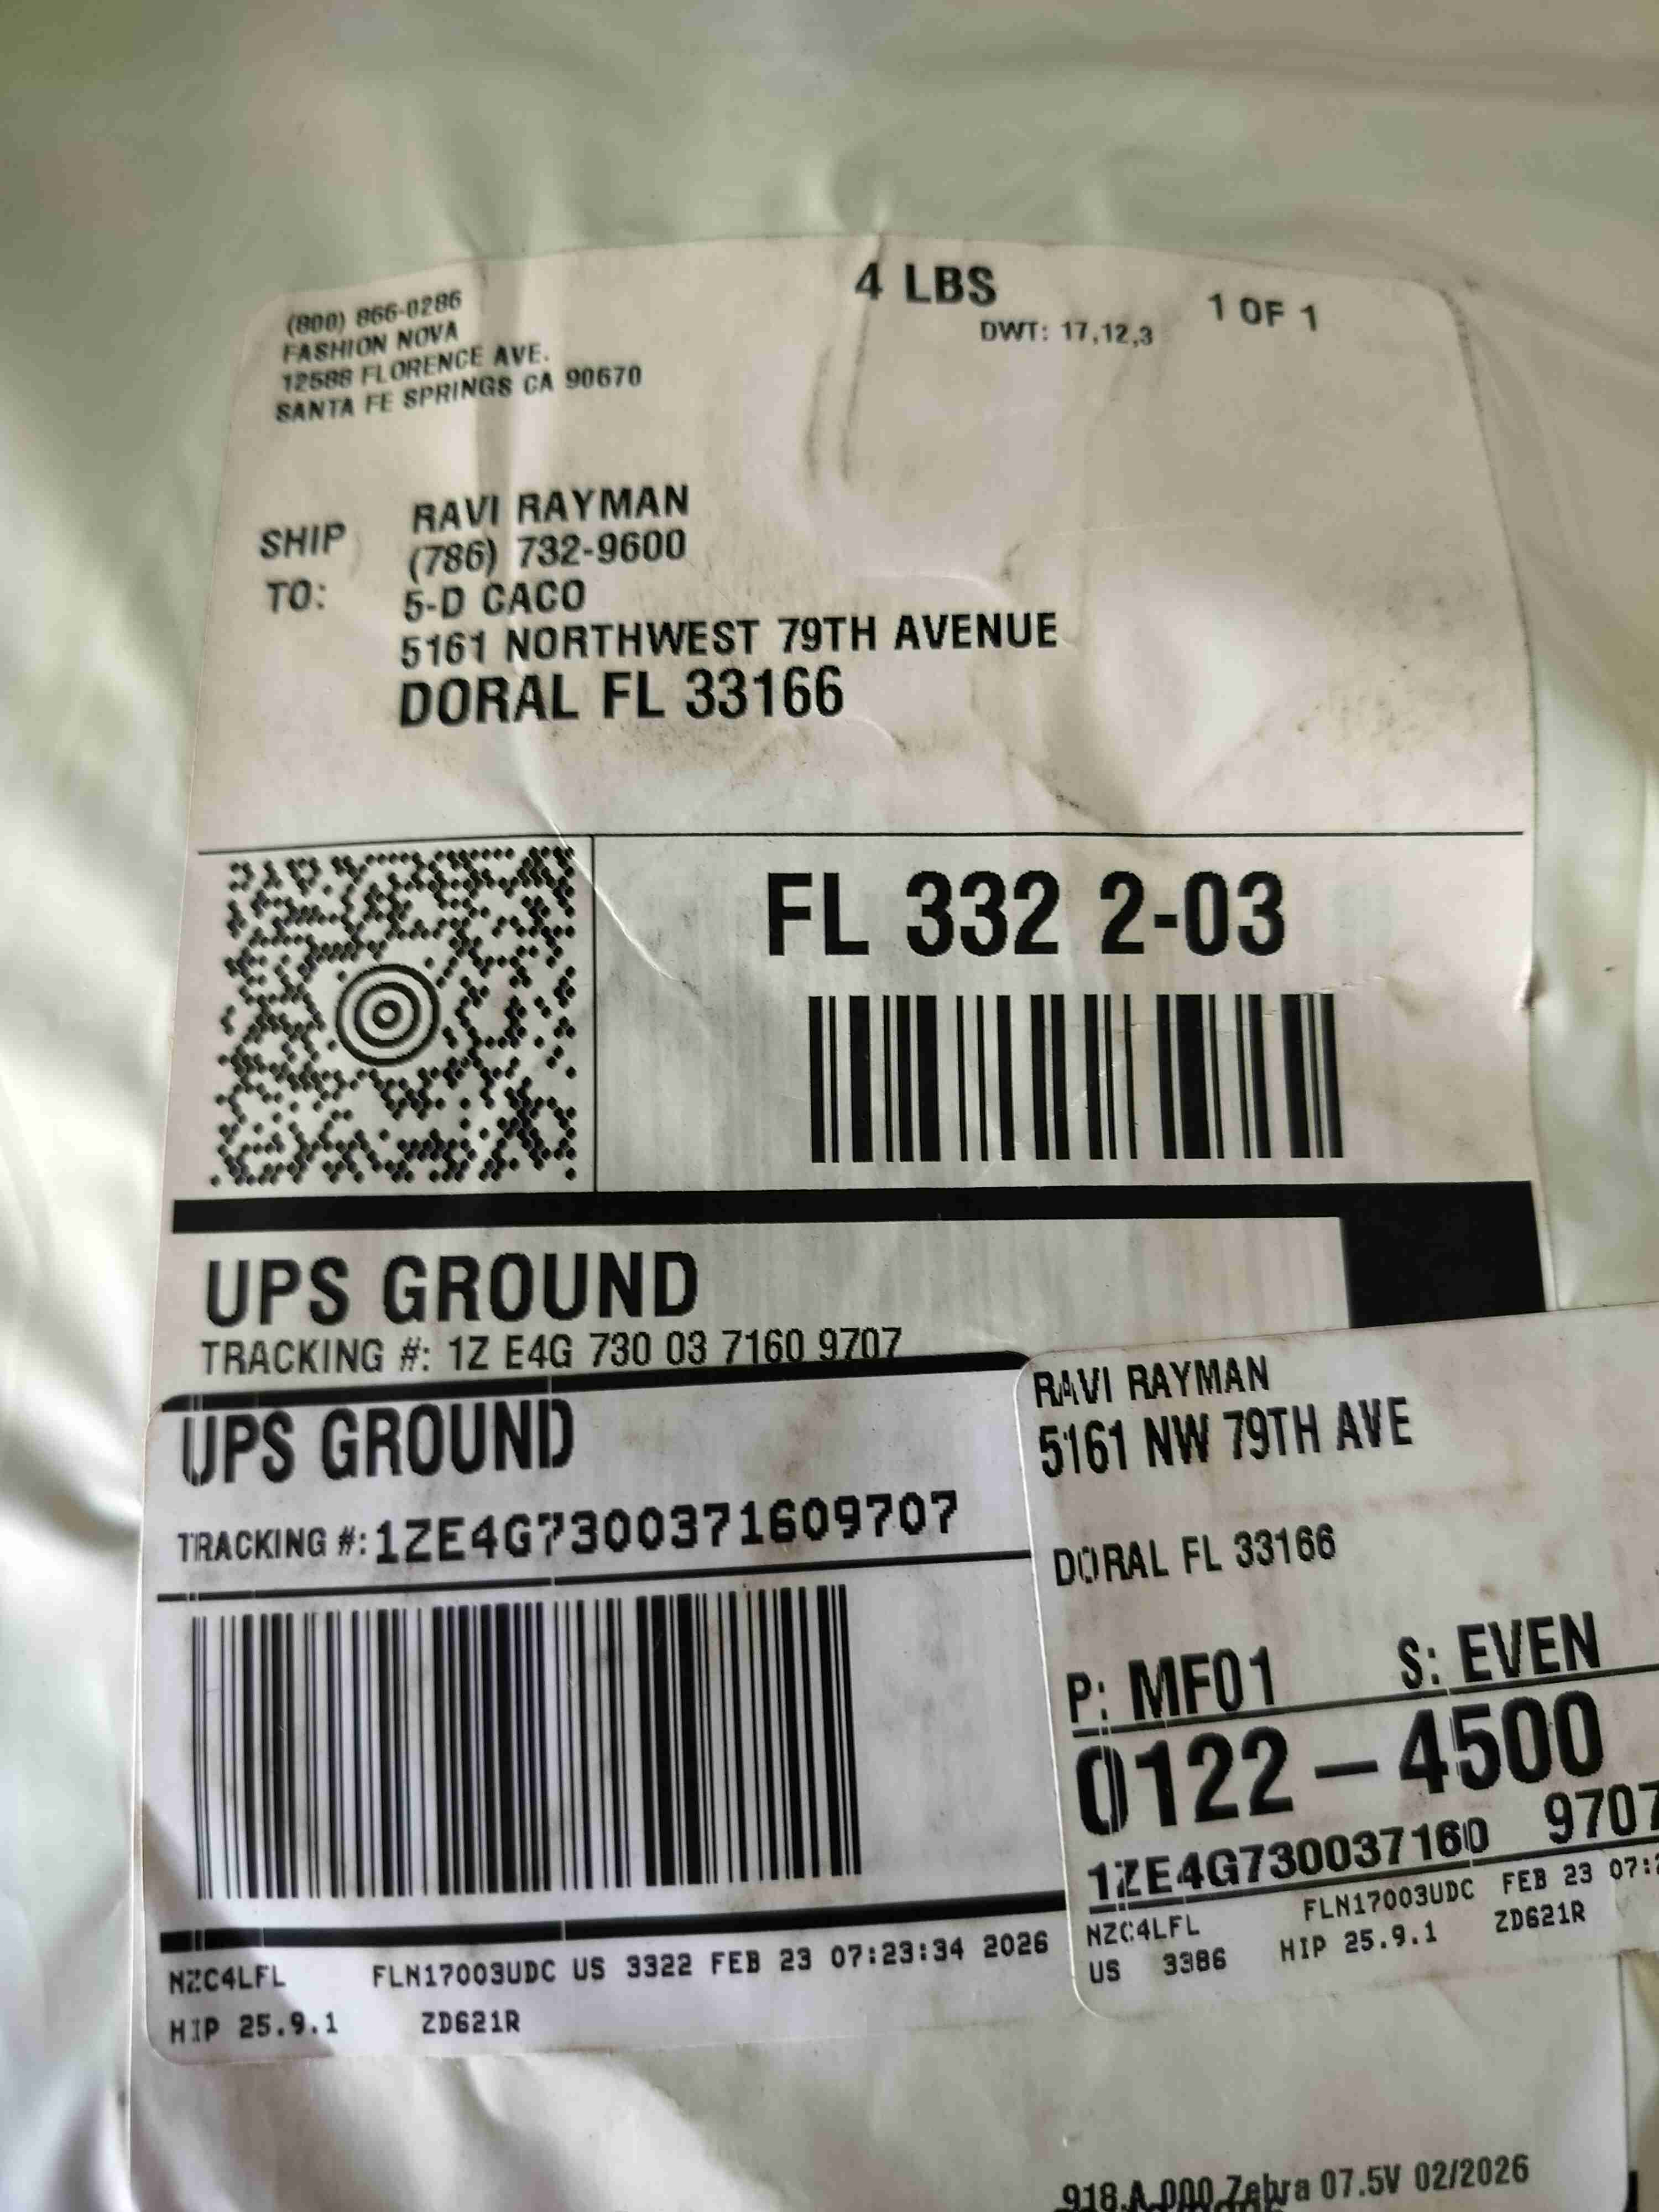 (800) 866-0286
FASHION NOVA
12588 FLORENCE AVE.
SANTA FE SPRINGS CA 90670
4 LBS
1 OF 1
DWT: 17,12,3
SHIP TO:
RAVI RAYMAN
(786) 732-9600
5-D CACO
5161 NORTHWEST 79TH AVENUE
DORAL FL 33166
FL 332 2-03
UPS GROUND
TRACKING #: 1Z E4G 730 03 7160 9707
UPS GROUND
TRACKING #: 1ZE4G7300371609707
NZC4LFL FLN17003UDC US 3322 FEB 23 07:23:34 2026
HIP 25.9.1 ZD621R
RAVI RAYMAN
5161 NW 79TH AVE
DORAL FL 33166
P: MF01 S: EVEN
0122-4500
1ZE4G730037160 9707
NZC4LFL FLN17003UDC FEB 23
US 3386 HIP 25.9.1 ZD621R
918.A.000 Zebra 07.5V 02/2026